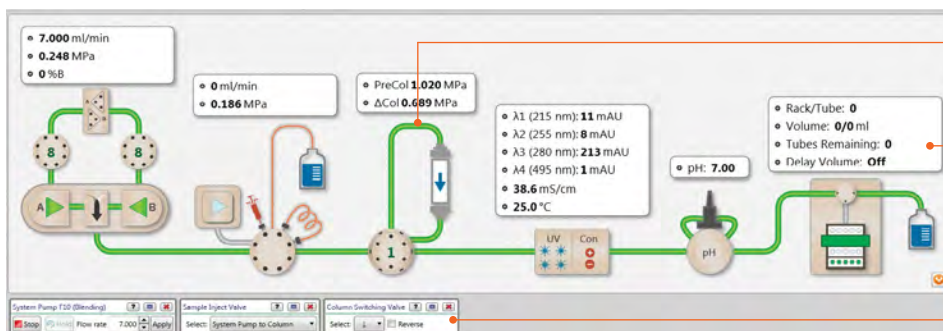 7.000 ml/min
0.248 MPa
0 %B
0 ml/min
0.186 MPa
PreCol 1.020 MPa
ΔCol 0.689 MPa
λ1 (215 nm): 11 mAU
λ2 (255 nm): 8 mAU
λ3 (280 nm): 213 mAU
λ4 (495 nm): 1 mAU
38.6 mS/cm
25.0 °C
pH: 7.00
Rack/Tube: 0
Volume: 0/0 ml
Tubes Remaining: 0
Delay Volume: Off
8
8
A
B
1
UV Con
pH
System Pump F10 (Blending)
Stop Hold Flow rate 7.000 Apply
Sample Inject Valve
Select: System Pump to Column
Column Switching Valve
Select: 1 Reverse